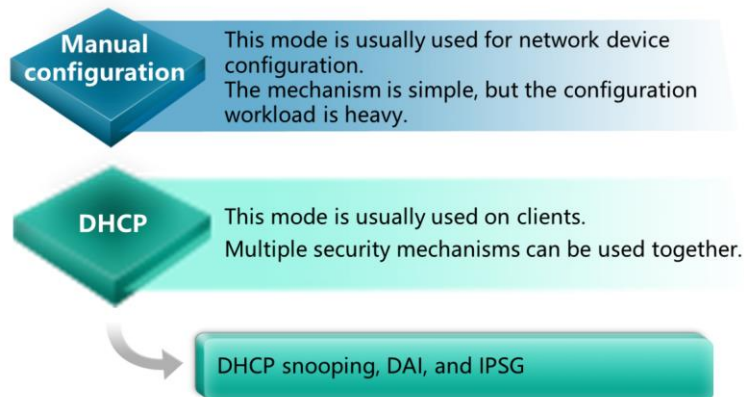 Manual
configuration
This mode is usually used for network device
configuration.
The mechanism is simple, but the configuration
workload is heavy.
DHCP
This mode is usually used on clients.
Multiple security mechanisms can be used together.
DHCP snooping, DAI, and IPSG